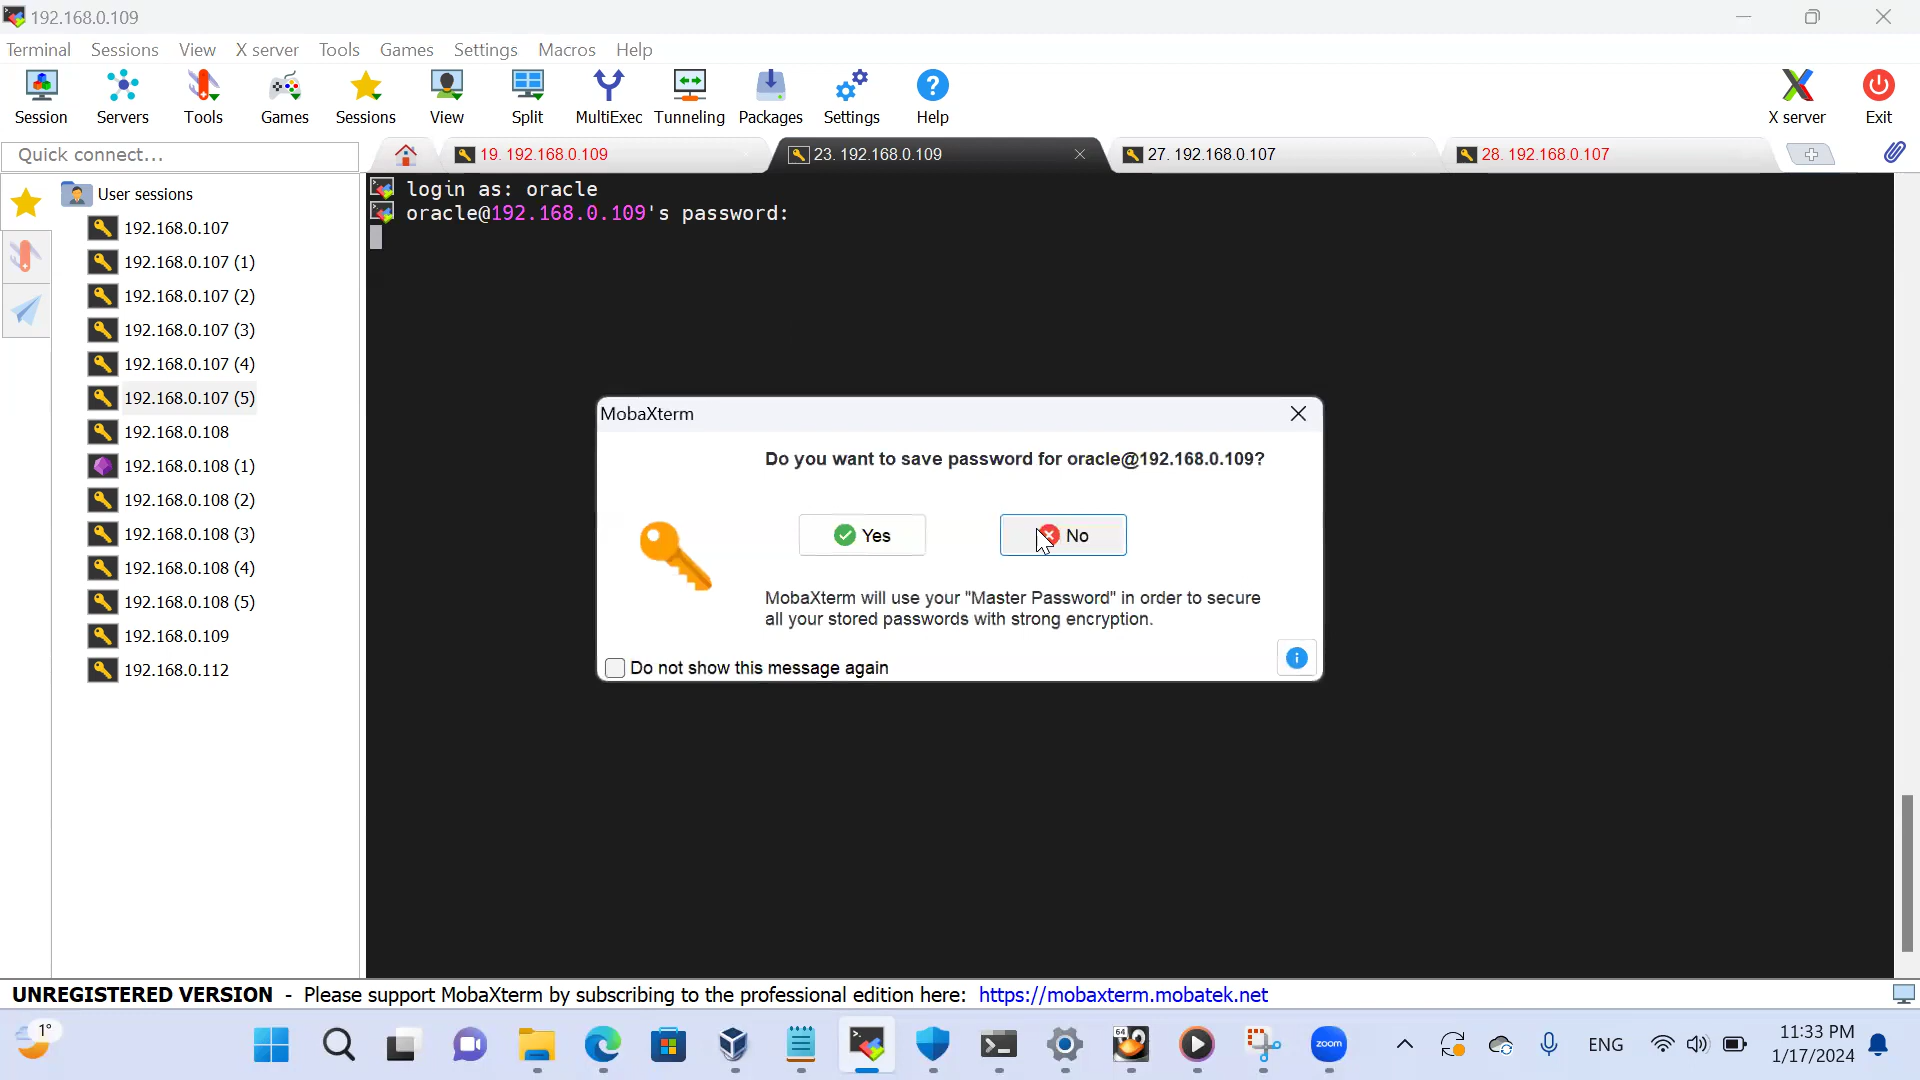 192.168.0.109
Terminal Sessions View X server Tools Games Settings Macros Help
Session Servers Tools Games Sessions View Split MultiExec Tunneling Packages Settings Help X server Exit
Quick connect...
19. 192.168.0.109
23. 192.168.0.109
27. 192.168.0.107
28. 192.168.0.107
User sessions
192.168.0.107
192.168.0.107 (1)
192.168.0.107 (2)
192.168.0.107 (3)
192.168.0.107 (4)
192.168.0.107 (5)
192.168.0.108
192.168.0.108 (1)
192.168.0.108 (2)
192.168.0.108 (3)
192.168.0.108 (4)
192.168.0.108 (5)
192.168.0.109
192.168.0.112
login as: oracle
oracle@192.168.0.109's password:
MobaXterm
Do you want to save password for oracle@192.168.0.109?
Yes
No
MobaXterm will use your "Master Password" in order to secure
all your stored passwords with strong encryption.
Do not show this message again
UNREGISTERED VERSION - Please support MobaXterm by subscribing to the professional edition here: https://mobaxterm.mobatek.net
1°
64
zoom
ENG
11:33 PM
1/17/2024